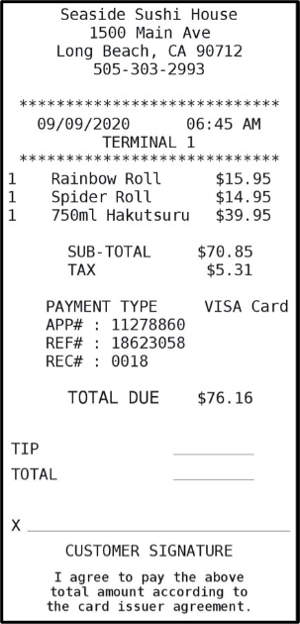 Seaside Sushi House
1500 Main Ave
Long Beach, CA 90712
505-303-2993
****************************
09/09/2020 06:45 AM
TERMINAL 1
****************************
1 Rainbow Roll $15.95
1 Spider Roll $14.95
1 750ml Hakutsuru $39.95
SUB-TOTAL $70.85
TAX $5.31
PAYMENT TYPE VISA Card
APP# : 11278860
REF# : 18623058
REC# : 0018
TOTAL DUE $76.16
TIP
TOTAL
X
CUSTOMER SIGNATURE
I agree to pay the above
total amount according to
the card issuer agreement.